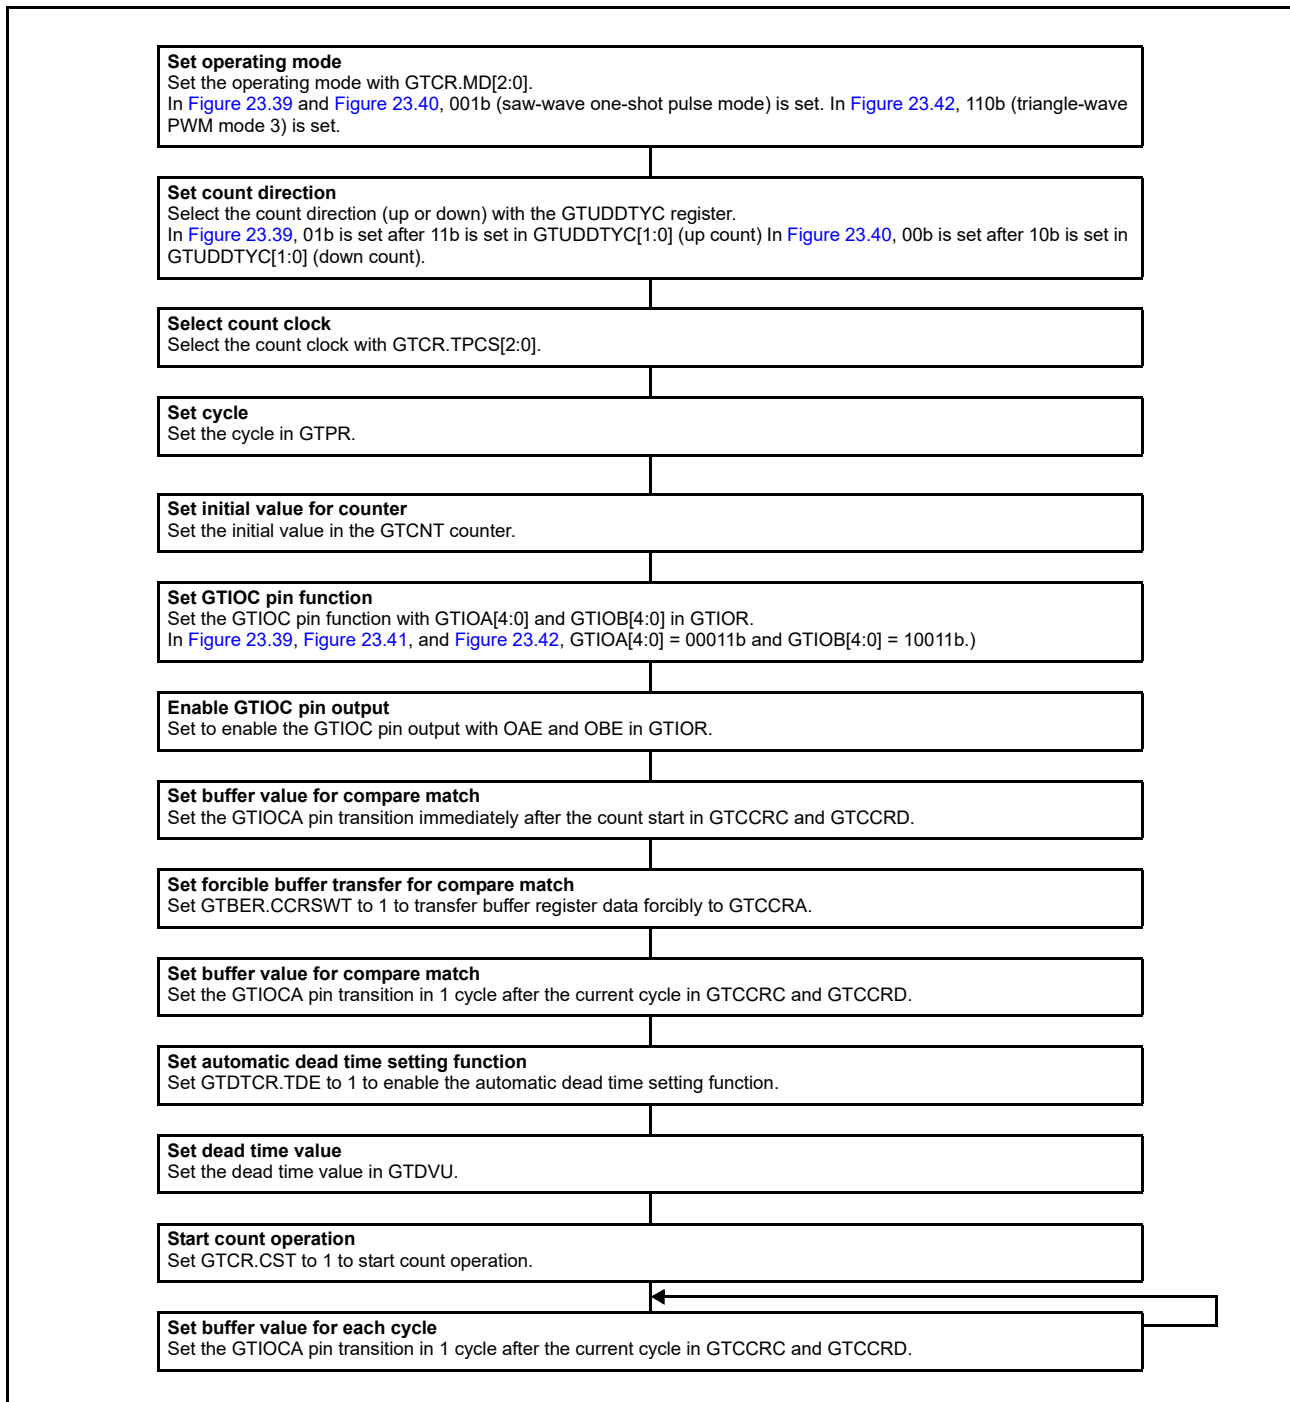 Set operating mode
Set the operating mode with GTCR.MD[2:0].
In Figure 23.39 and Figure 23.40, 001b (saw-wave one-shot pulse mode) is set. In Figure 23.42, 110b (triangle-wave
PWM mode 3) is set.
Set count direction
Select the count direction (up or down) with the GTUDDTYC register.
In Figure 23.39, 01b is set after 11b is set in GTUDDTYC[1:0] (up count) In Figure 23.40, 00b is set after 10b is set in
GTUDDTYC[1:0] (down count).
Select count clock
Select the count clock with GTCR.TPCS[2:0].
Set cycle
Set the cycle in GTPR.
Set initial value for counter
Set the initial value in the GTCNT counter.
Set GTIOC pin function
Set the GTIOC pin function with GTIOA[4:0] and GTIOB[4:0] in GTIOR.
In Figure 23.39, Figure 23.41, and Figure 23.42, GTIOA[4:0] = 00011b and GTIOB[4:0] = 10011b.)
Enable GTIOC pin output
Set to enable the GTIOC pin output with OAE and OBE in GTIOR.
Set buffer value for compare match
Set the GTIOCA pin transition immediately after the count start in GTCCRC and GTCCRD.
Set forcible buffer transfer for compare match
Set GTBER.CCRSWT to 1 to transfer buffer register data forcibly to GTCCRA.
Set buffer value for compare match
Set the GTIOCA pin transition in 1 cycle after the current cycle in GTCCRC and GTCCRD.
Set automatic dead time setting function
Set GTDTCR.TDE to 1 to enable the automatic dead time setting function.
Set dead time value
Set the dead time value in GTDVU.
Start count operation
Set GTCR.CST to 1 to start count operation.
Set buffer value for each cycle
Set the GTIOCA pin transition in 1 cycle after the current cycle in GTCCRC and GTCCRD.